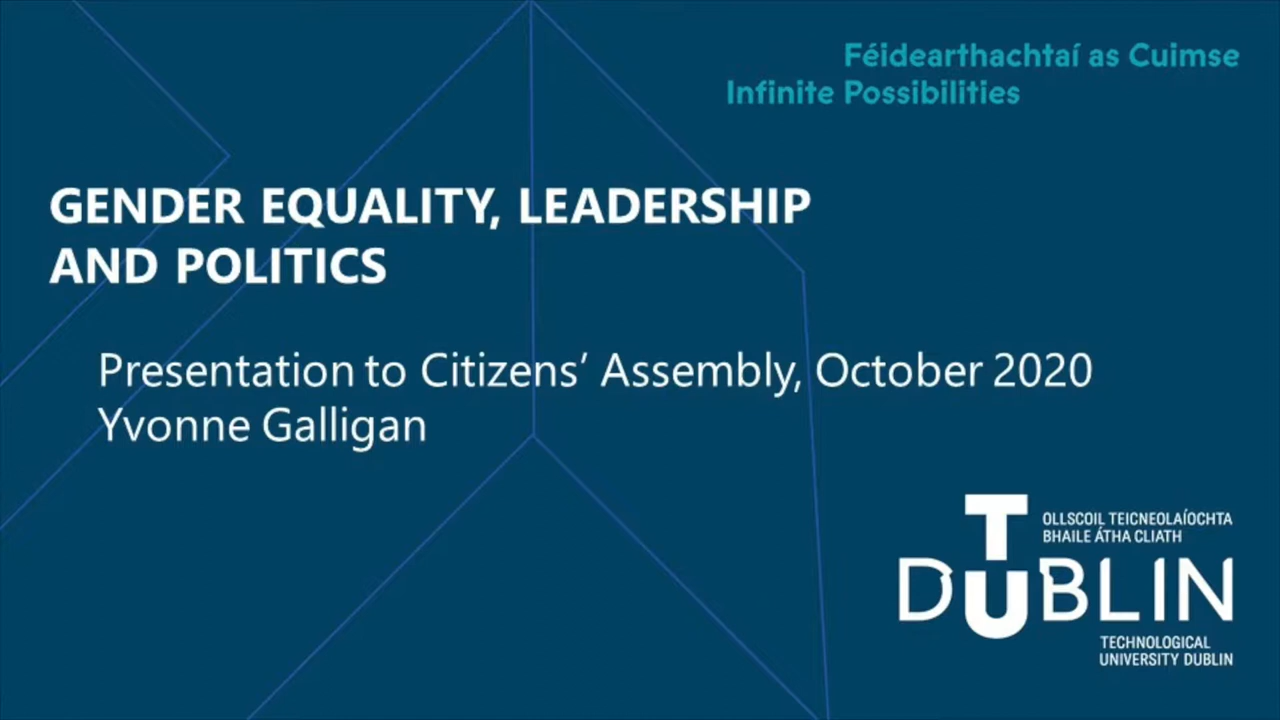 Féidearthachtaí as Cuimse
Infinite Possibilities
GENDER EQUALITY, LEADERSHIP
AND POLITICS
Presentation to Citizens’ Assembly, October 2020
Yvonne Galligan
OLLSCOIL TEICNEOLAÍOCHTA
BHAILE ÁTHA CLIATH
TU DUBLIN
TECHNOLOGICAL
UNIVERSITY DUBLIN